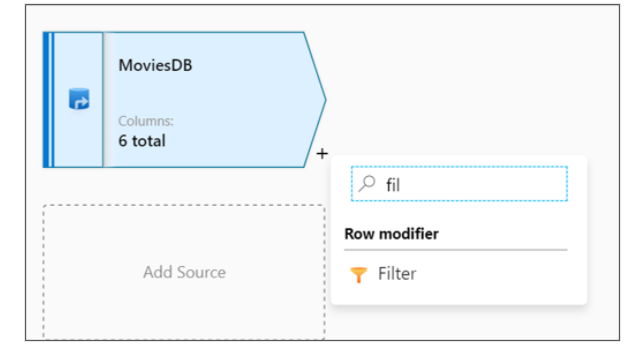 MoviesDB
Columns:
6 total
+
fil
Row modifier
Filter
Add Source